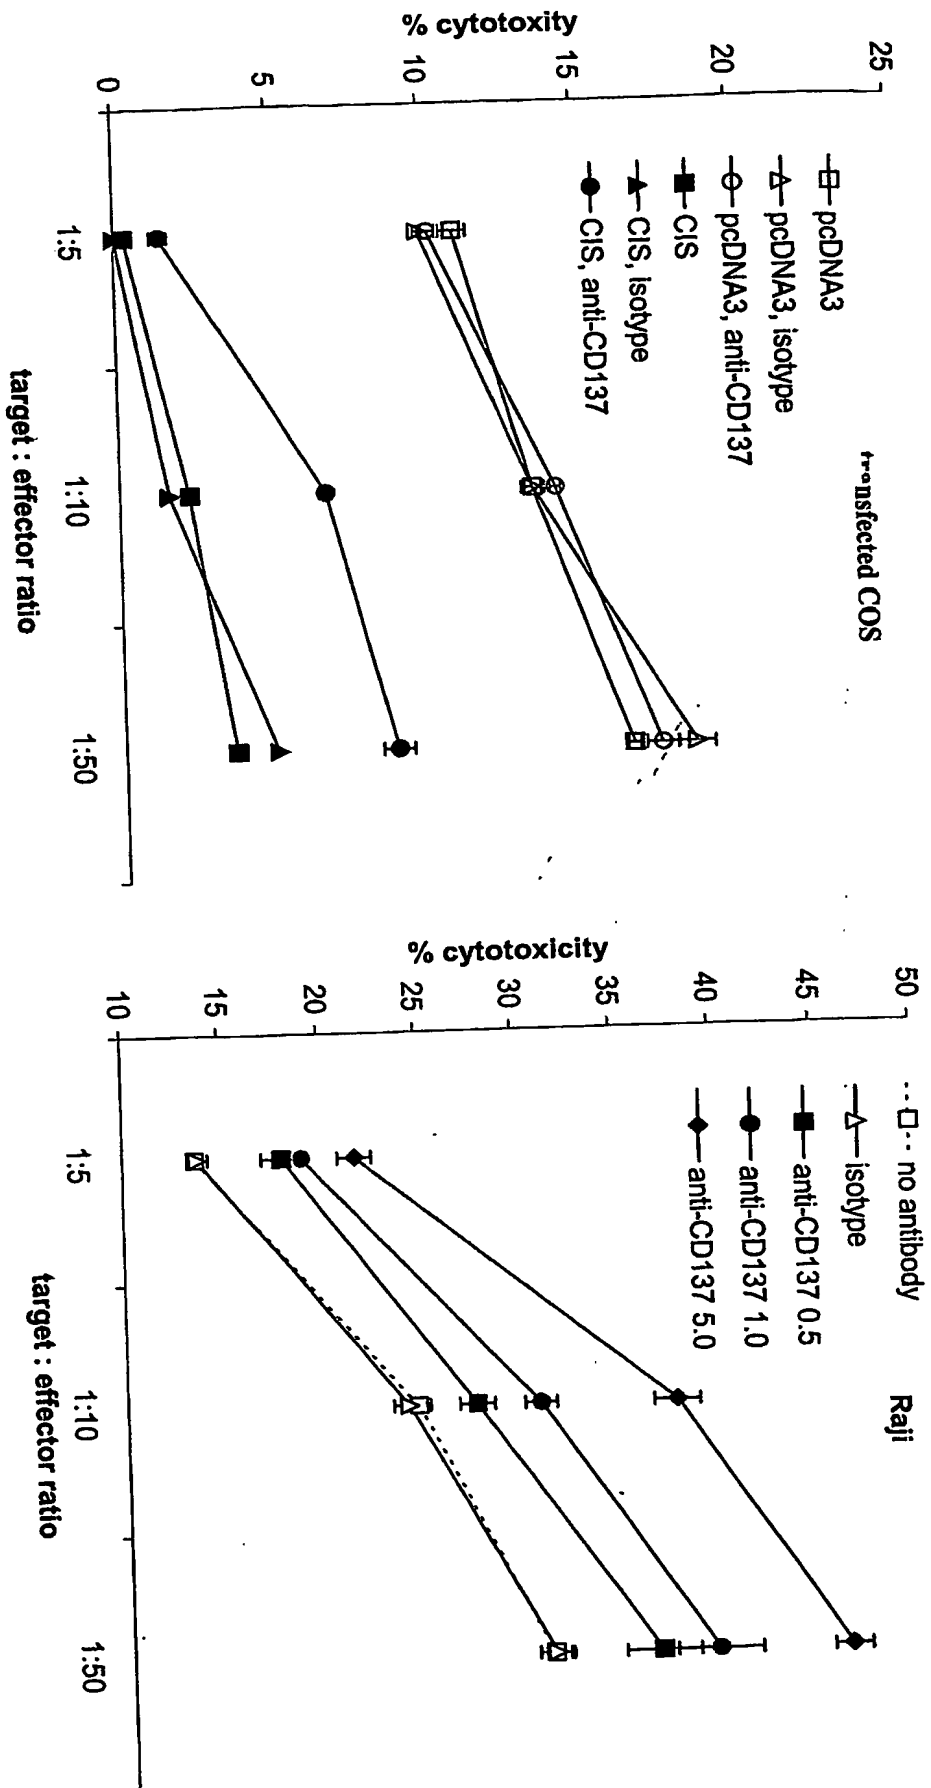 transfected COS
% cytotoxity
25
20
15
10
5
0
pcDNA3
pcDNA3, isotype
pcDNA3, anti-CD137
CIS
CIS, isotype
CIS, anti-CD137
1:5
1:10
1:50
target : effector ratio
Raji
% cytotoxicity
50
45
40
35
30
25
20
15
10
no antibody
isotype
anti-CD137 0.5
anti-CD137 1.0
anti-CD137 5.0
1:5
1:10
1:50
target : effector ratio